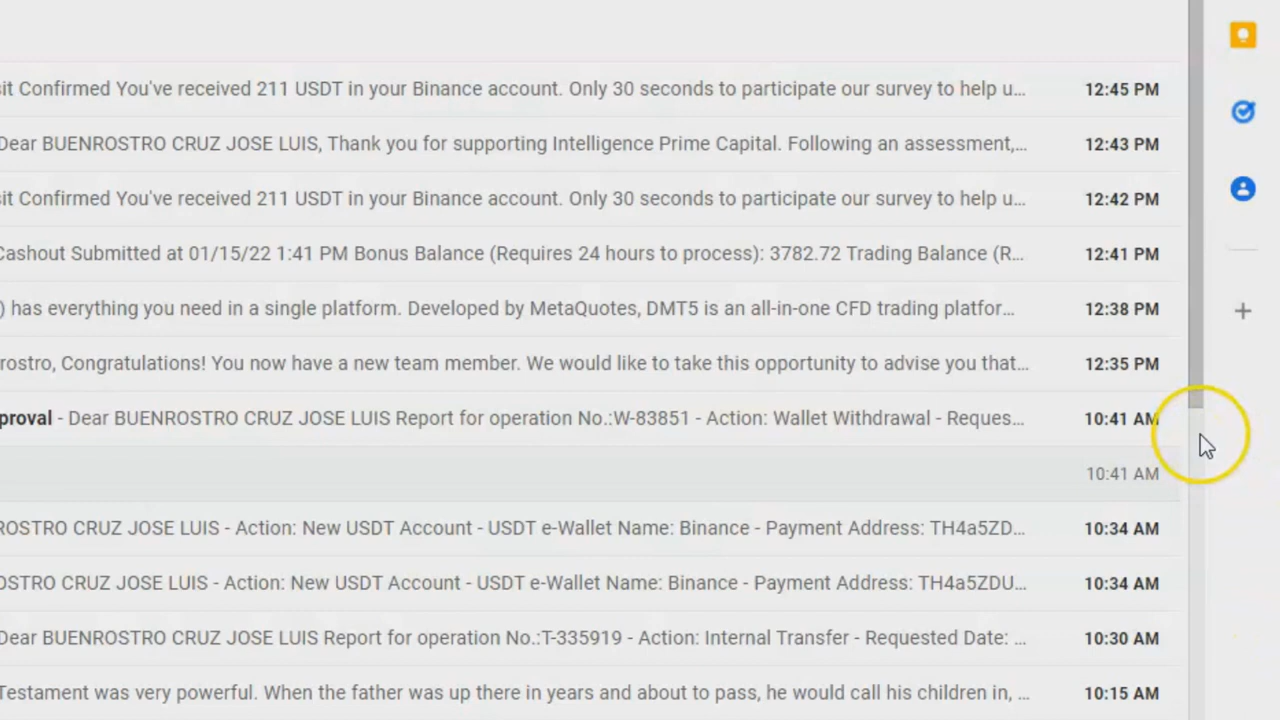 sit Confirmed You've received 211 USDT in your Binance account. Only 30 seconds to participate our survey to help u... 12:45 PM
Dear BUENROSTRO CRUZ JOSE LUIS, Thank you for supporting Intelligence Prime Capital. Following an assessment,... 12:43 PM
sit Confirmed You've received 211 USDT in your Binance account. Only 30 seconds to participate our survey to help u... 12:42 PM
Cashout Submitted at 01/15/22 1:41 PM Bonus Balance (Requires 24 hours to process): 3782.72 Trading Balance (R... 12:41 PM
) has everything you need in a single platform. Developed by MetaQuotes, DMT5 is an all-in-one CFD trading platfor... 12:38 PM
rostro, Congratulations! You now have a new team member. We would like to take this opportunity to advise you that... 12:35 PM
proval - Dear BUENROSTRO CRUZ JOSE LUIS Report for operation No.:W-83851 - Action: Wallet Withdrawal - Reques... 10:41 AM
10:41 AM
ROSTRO CRUZ JOSE LUIS - Action: New USDT Account - USDT e-Wallet Name: Binance - Payment Address: TH4a5ZD... 10:34 AM
OSTRO CRUZ JOSE LUIS - Action: New USDT Account - USDT e-Wallet Name: Binance - Payment Address: TH4a5ZDU... 10:34 AM
Dear BUENROSTRO CRUZ JOSE LUIS Report for operation No.:T-335919 - Action: Internal Transfer - Requested Date: ... 10:30 AM
Testament was very powerful. When the father was up there in years and about to pass, he would call his children in, ... 10:15 AM